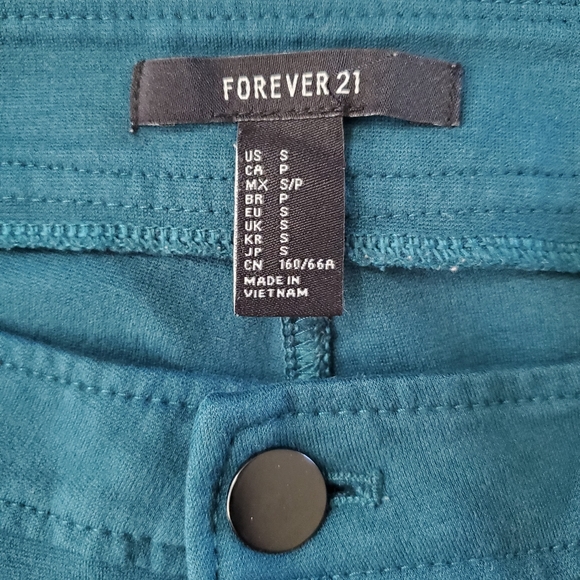 FOREVER 21
US S
CA P
MX S/P
BR P
EU S
UK S
KR S
JP S
CN 160/66A
MADE IN
VIETNAM